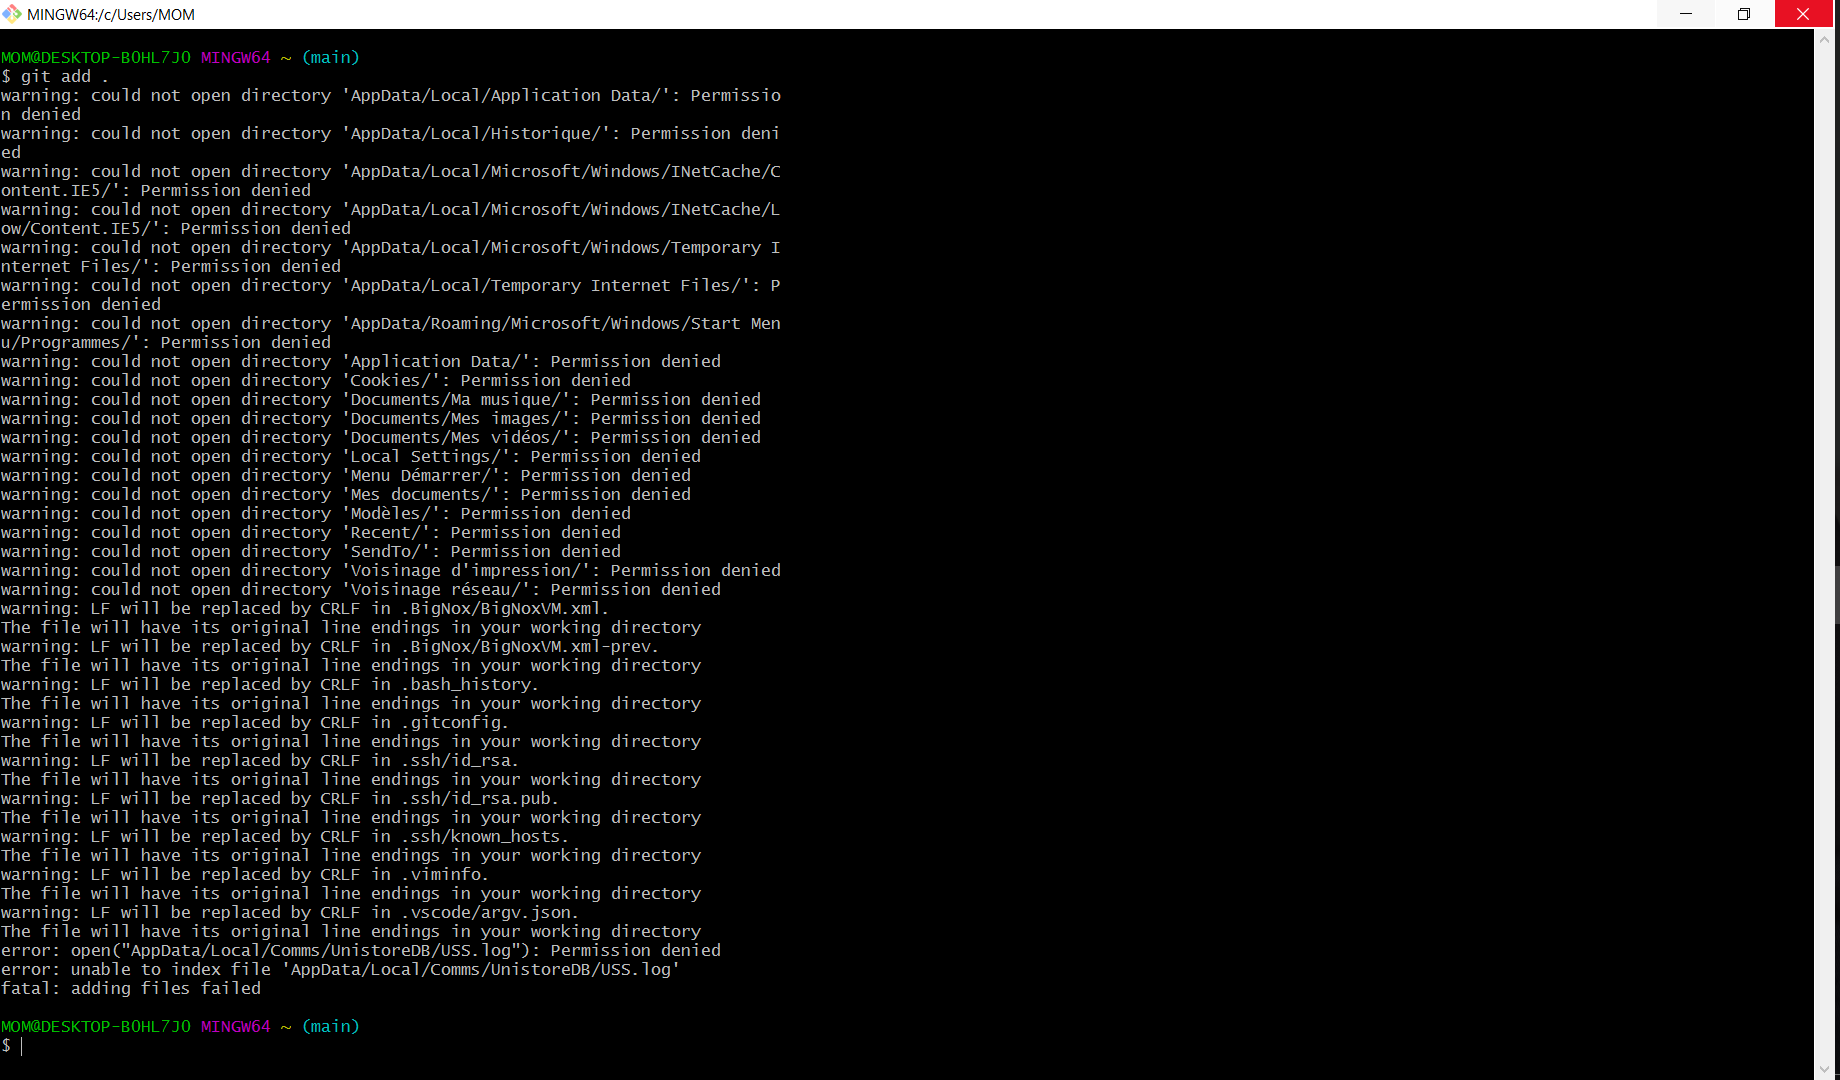 MINGW64:/c/Users/MOM
MOM@DESKTOP-B0HL7JO MINGW64 ~ (main)
$ git add .
warning: could not open directory 'AppData/Local/Application Data/': Permissio
n denied
warning: could not open directory 'AppData/Local/Historique/': Permission deni
ed
warning: could not open directory 'AppData/Local/Microsoft/Windows/INetCache/C
ontent.IE5/': Permission denied
warning: could not open directory 'AppData/Local/Microsoft/Windows/INetCache/L
ow/Content.IE5/': Permission denied
warning: could not open directory 'AppData/Local/Microsoft/Windows/Temporary I
nternet Files/': Permission denied
warning: could not open directory 'AppData/Local/Temporary Internet Files/': P
ermission denied
warning: could not open directory 'AppData/Roaming/Microsoft/Windows/Start Men
u/Programmes/': Permission denied
warning: could not open directory 'Application Data/': Permission denied
warning: could not open directory 'Cookies/': Permission denied
warning: could not open directory 'Documents/Ma musique/': Permission denied
warning: could not open directory 'Documents/Mes images/': Permission denied
warning: could not open directory 'Documents/Mes vidéos/': Permission denied
warning: could not open directory 'Local Settings/': Permission denied
warning: could not open directory 'Menu Démarrer/': Permission denied
warning: could not open directory 'Mes documents/': Permission denied
warning: could not open directory 'Modèles/': Permission denied
warning: could not open directory 'Recent/': Permission denied
warning: could not open directory 'SendTo/': Permission denied
warning: could not open directory 'Voisinage d'impression/': Permission denied
warning: could not open directory 'Voisinage réseau/': Permission denied
warning: LF will be replaced by CRLF in .BigNox/BigNoxVM.xml.
The file will have its original line endings in your working directory
warning: LF will be replaced by CRLF in .BigNox/BigNoxVM.xml-prev.
The file will have its original line endings in your working directory
warning: LF will be replaced by CRLF in .bash_history.
The file will have its original line endings in your working directory
warning: LF will be replaced by CRLF in .gitconfig.
The file will have its original line endings in your working directory
warning: LF will be replaced by CRLF in .ssh/id_rsa.
The file will have its original line endings in your working directory
warning: LF will be replaced by CRLF in .ssh/id_rsa.pub.
The file will have its original line endings in your working directory
warning: LF will be replaced by CRLF in .ssh/known_hosts.
The file will have its original line endings in your working directory
warning: LF will be replaced by CRLF in .viminfo.
The file will have its original line endings in your working directory
warning: LF will be replaced by CRLF in .vscode/argv.json.
The file will have its original line endings in your working directory
error: open("AppData/Local/Comms/UnistoreDB/USS.log"): Permission denied
error: unable to index file 'AppData/Local/Comms/UnistoreDB/USS.log'
fatal: adding files failed
MOM@DESKTOP-B0HL7JO MINGW64 ~ (main)
$